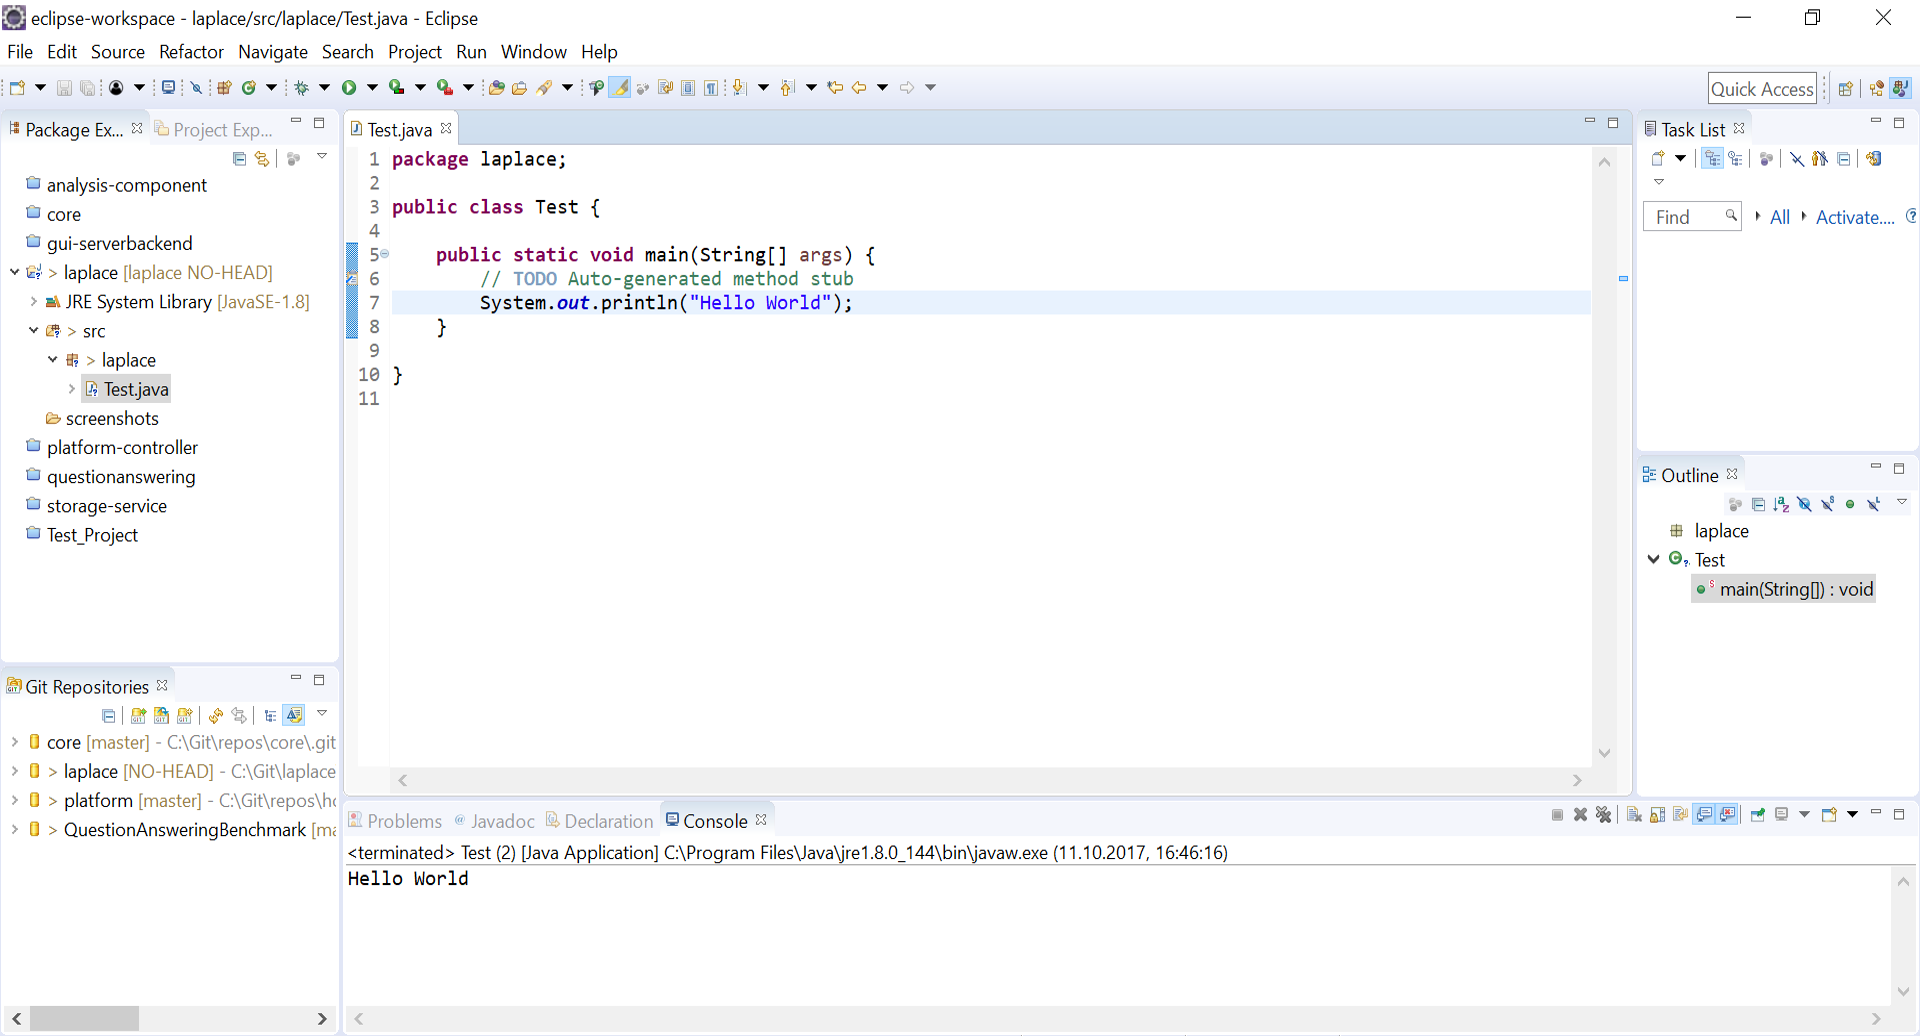 eclipse-workspace - laplace/src/laplace/Test.java - Eclipse
File Edit Source Refactor Navigate Search Project Run Window Help
Quick Access
Package Ex... Project Exp...
analysis-component
core
gui-serverbackend
> laplace [laplace NO-HEAD]
JRE System Library [JavaSE-1.8]
> src
> laplace
Test.java
screenshots
platform-controller
questionanswering
storage-service
Test_Project
Git Repositories
core [master] - C:\Git\repos\core\.git
> laplace [NO-HEAD] - C:\Git\laplace
> platform [master] - C:\Git\repos\
> QuestionAnsweringBenchmark
Test.java
1 package laplace;
2
3 public class Test {
4
5 public static void main(String[] args) {
6 // TODO Auto-generated method stub
7 System.out.println("Hello World");
8 }
9
10 }
11
Problems @ Javadoc Declaration Console
<terminated> Test (2) [Java Application] C:\Program Files\Java\jre1.8.0_144\bin\javaw.exe (11.10.2017, 16:46:16)
Hello World
Task List
Find All Activate....
Outline
laplace
Test
main(String[]) : void